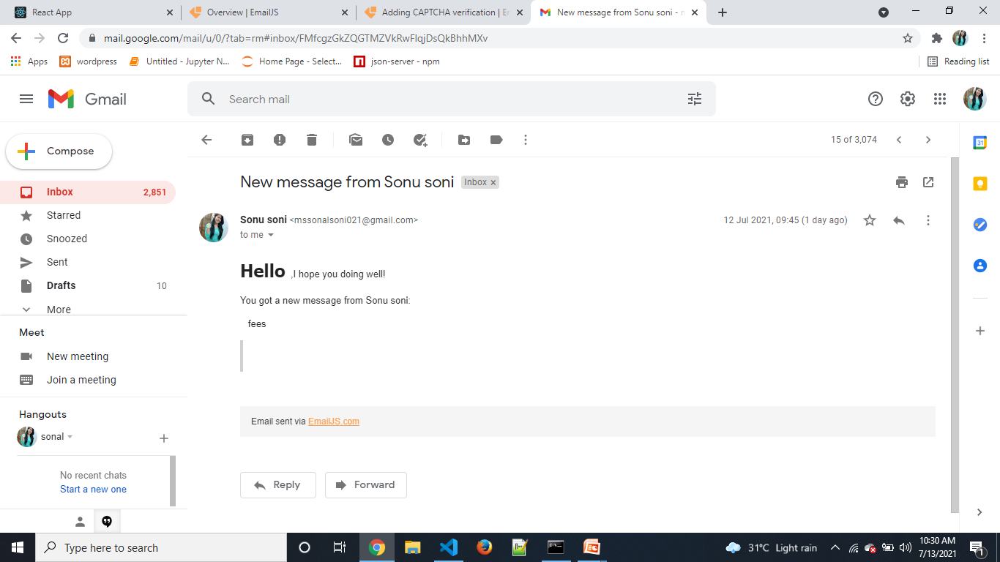 React App
Overview | EmailJS
Adding CAPTCHA verification | Er
New message from Sonu soni - n
mail.google.com/mail/u/0/?tab=rm#inbox/FMfcgzGkZQGTMZVkRwFlqjDsQkBhhMXv
Apps
wordpress
Untitled - Jupyter N...
Home Page - Select...
json-server - npm
Reading list
Gmail
Search mail
Compose
15 of 3,074
Inbox 2,851
Starred
Snoozed
Sent
Drafts 10
More
Meet
New meeting
Join a meeting
Hangouts
sonal
No recent chats
Start a new one
New message from Sonu soni Inbox x
Sonu soni <mssonalsoni021@gmail.com> 12 Jul 2021, 09:45 (1 day ago)
to me
Hello ,I hope you doing well!
You got a new message from Sonu soni:
fees
Email sent via EmailJS.com
Reply
Forward
31
Type here to search
31°C Light rain
10:30 AM
7/13/2021
1